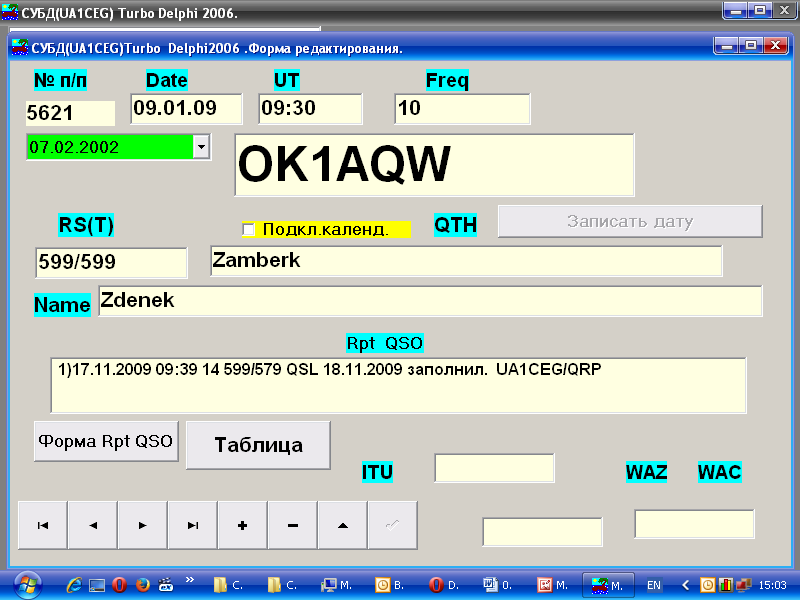 СУБД(UA1CEG) Turbo Delphi 2006.
СУБД(UA1CEG)Turbo Delphi2006 .Форма редактирования.
№ п/п Date UT Freq
5621 09.01.09 09:30 10
07.02.2002
OK1AQW
RS(T) Подкл.календ. QTH Записать дату
599/599 Zamberk
Name Zdenek
Rpt QSO
1)17.11.2009 09:39 14 599/579 QSL 18.11.2009 заполнил. UA1CEG/QRP
Форма Rpt QSO Таблица
ITU WAZ WAC
C. C. M. B. D. 0. M. M. EN 15:03